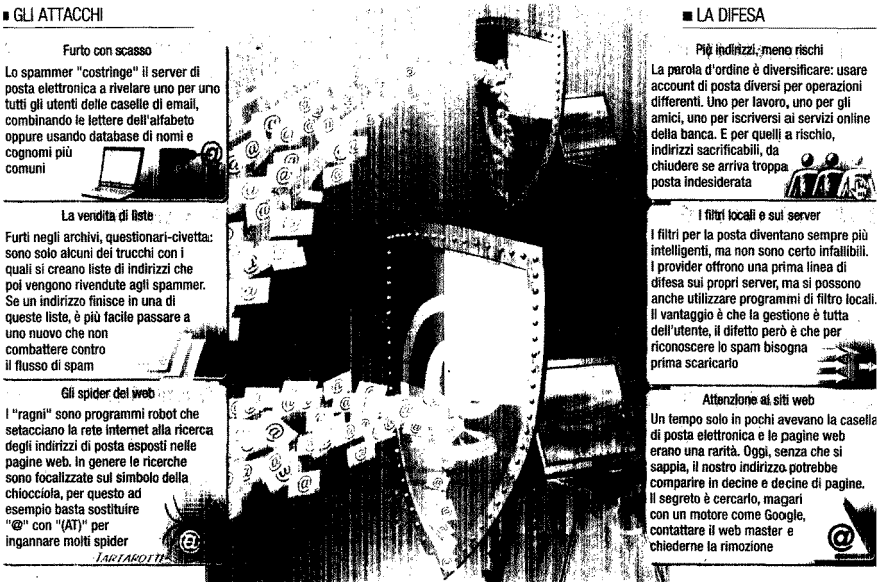 GLI ATTACCHI
Furto con scasso
Lo spammer "costringe" il server di
posta elettronica a rivelare uno per uno
tutti gli utenti delle caselle di email,
combinando le lettere dell'alfabeto
oppure usando database di nomi e
cognomi più
comuni
La vendita di liste
Furti negli archivi, questionari-civetta:
sono solo alcuni dei trucchi con i
quali si creano liste di indirizzi che
poi vengono rivendute agli spammer.
Se un indirizzo finisce in una di
queste liste, è più facile passare a
uno nuovo che non
combattere contro
il flusso di spam
Gli spider del web
I "ragni" sono programmi robot che
setacciano la rete internet alla ricerca
degli indirizzi di posta esposti nelle
pagine web. In genere le ricerche
sono focalizzate sul simbolo della
chiocciola, per questo ad
esempio basta sostituire
"@" con "(AT)" per
ingannare molti spider
TARTAROTTI
LA DIFESA
Più indirizzi, meno rischi
La parola d'ordine è diversificare: usare
account di posta diversi per operazioni
differenti. Uno per lavoro, uno per gli
amici, uno per iscriversi ai servizi online
della banca. E per quelli a rischio,
indirizzi sacrificabili, da
chiudere se arriva troppa
posta indesiderata
I filtri locali e sui server
I filtri per la posta diventano sempre più
intelligenti, ma non sono certo infallibili.
I provider offrono una prima linea di
difesa sui propri server, ma si possono
anche utilizzare programmi di filtro locali.
Il vantaggio è che la gestione è tutta
dell'utente, il difetto però è che per
riconoscere lo spam bisogna
prima scaricarlo
Attenzione ai siti web
Un tempo solo in pochi avevano la casella
di posta elettronica e le pagine web
erano una rarità. Oggi, senza che si
sappia, il nostro indirizzo potrebbe
comparire in decine e decine di pagine.
Il segreto è cercarlo, magari
con un motore come Google,
contattare il web master e
chiederne la rimozione